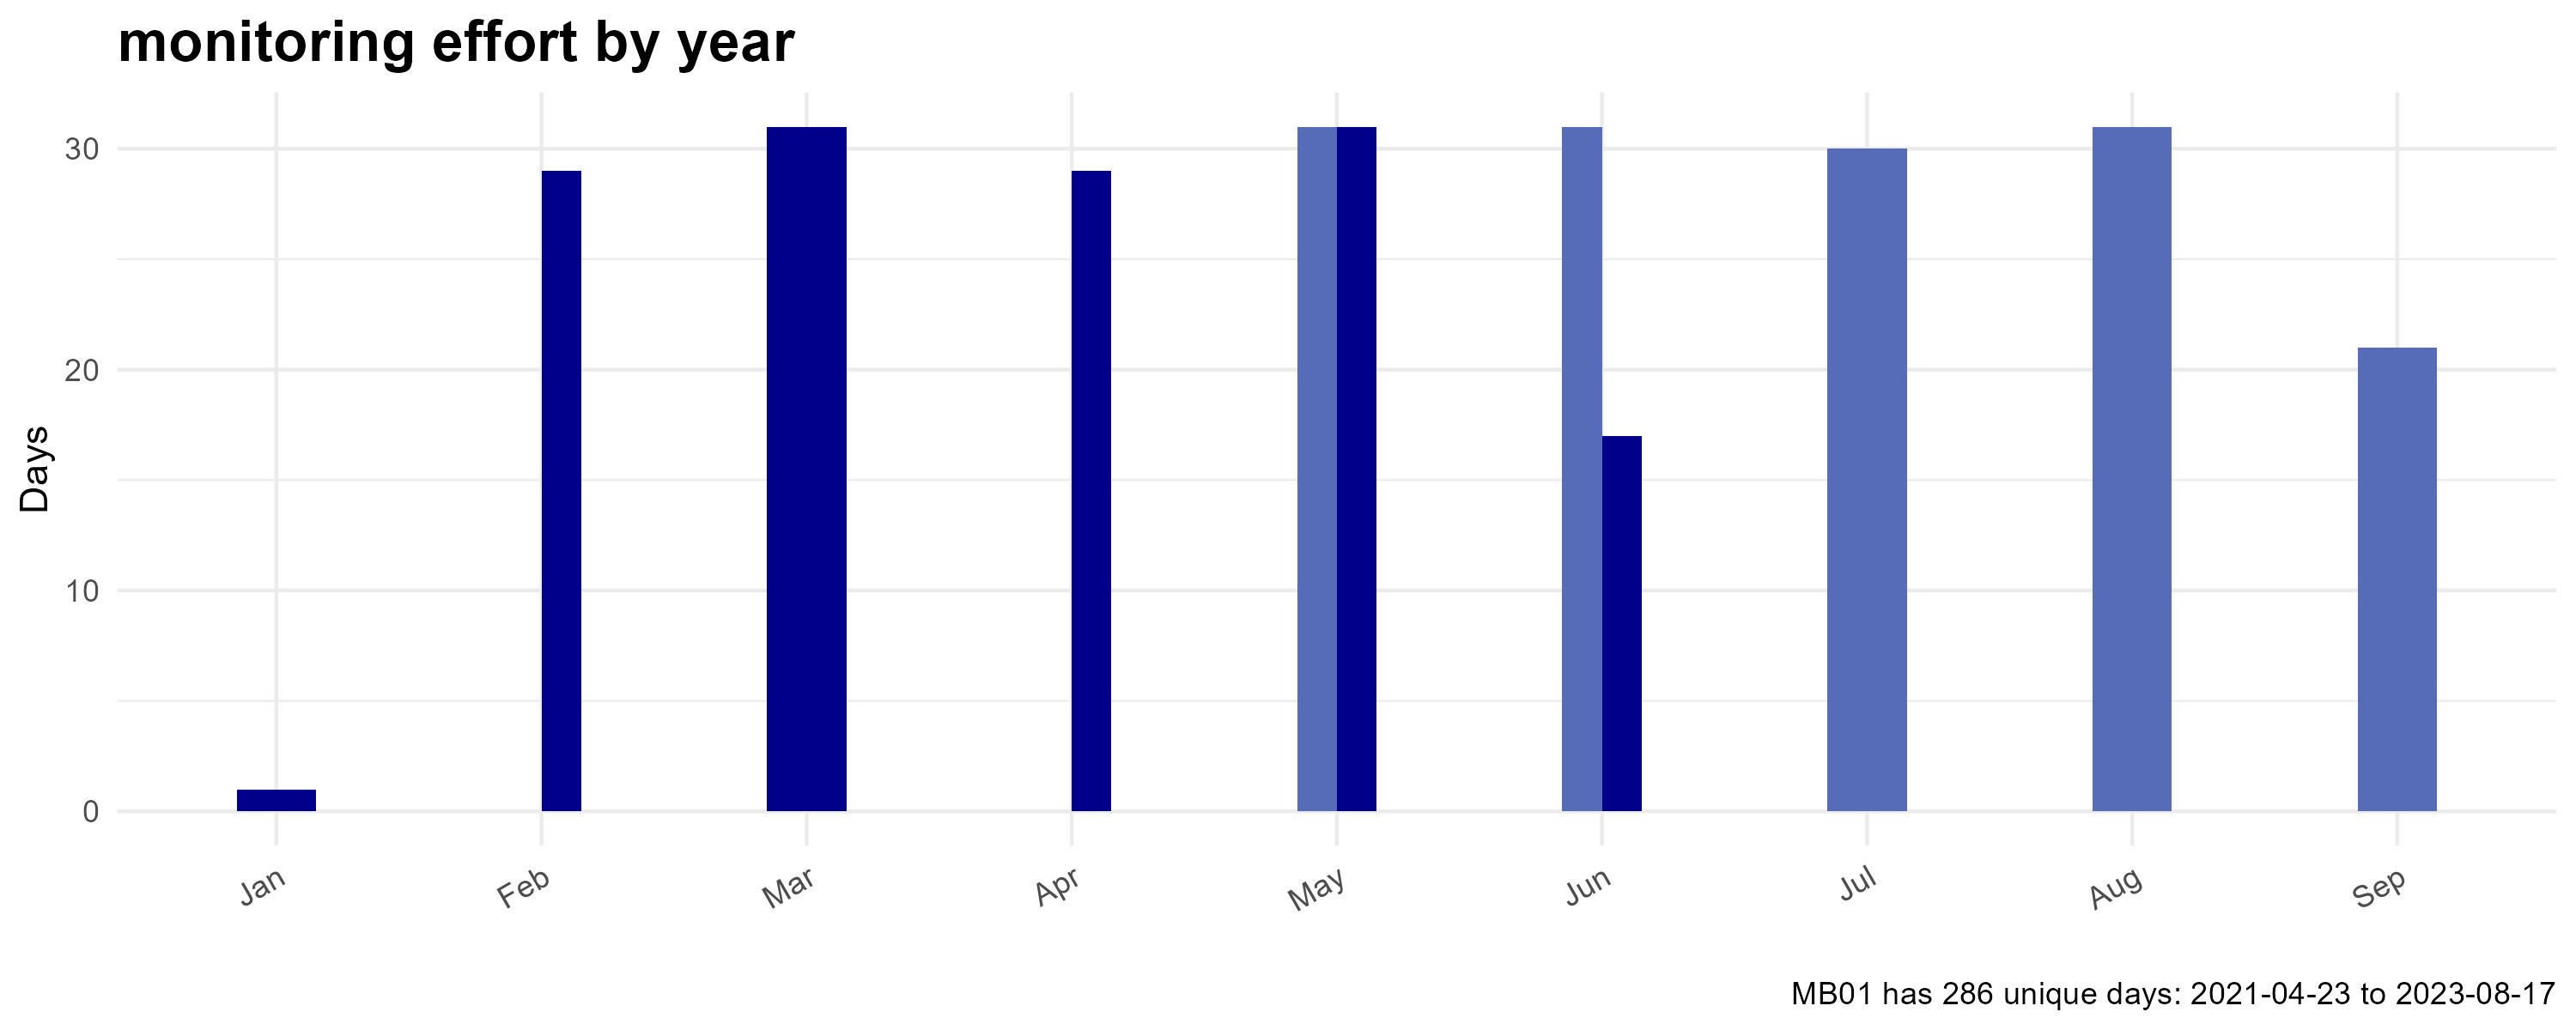 monitoring effort by year
30
20
10
0
Days
Jan
Feb
Mar
Apr
May
Jun
Jul
Aug
Sep
MB01 has 286 unique days: 2021-04-23 to 2023-08-17